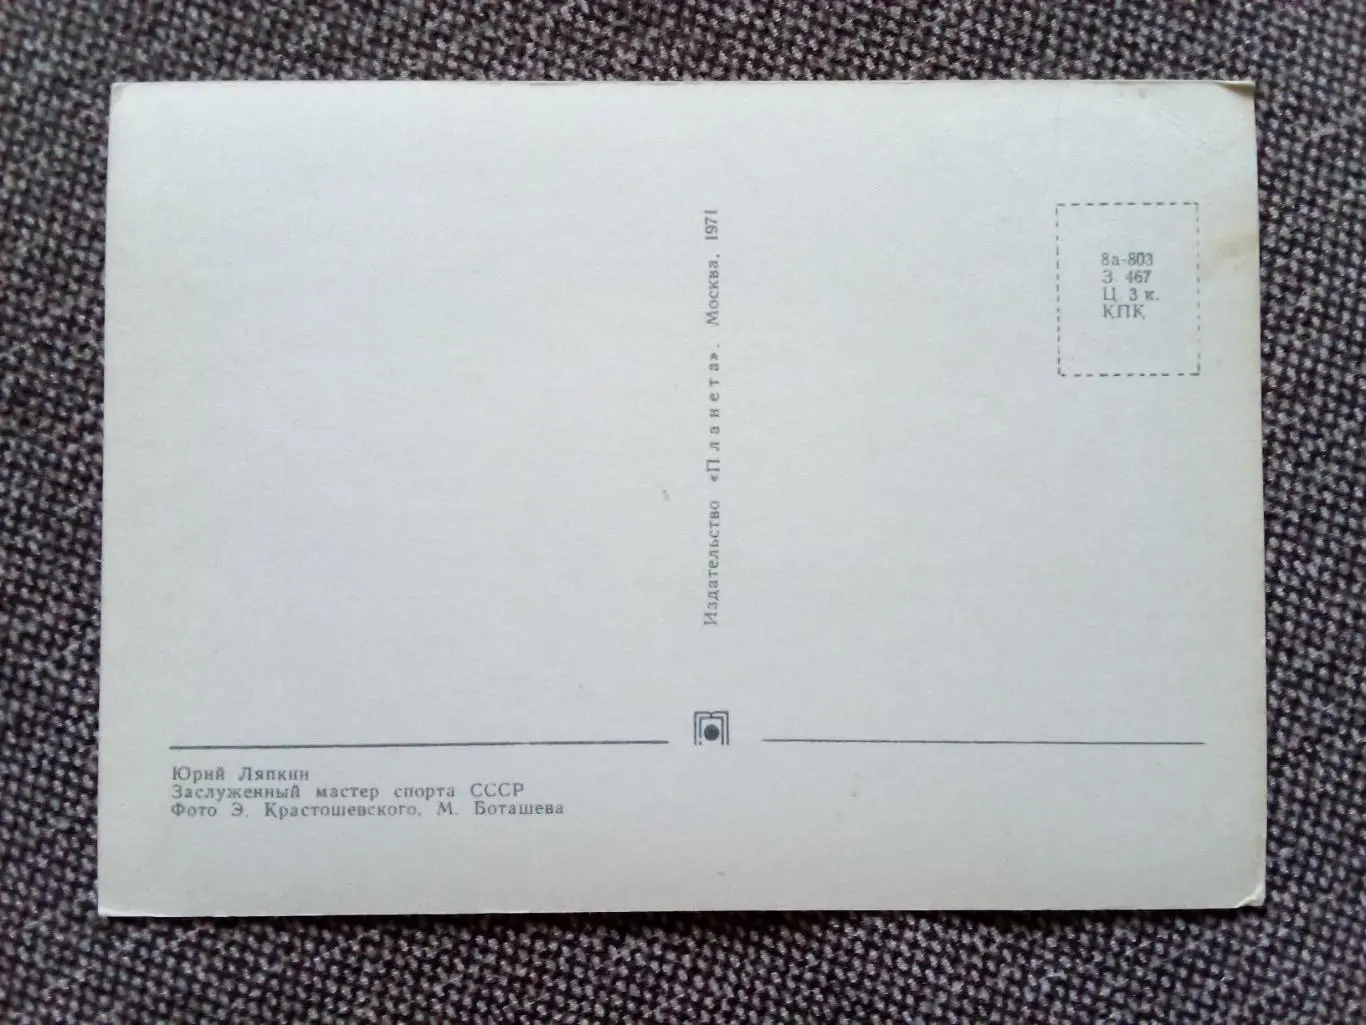 Издательство «Планета». Москва, 1971
8а-803
З 467
Ц 3 к.
КПК
Юрий Ляпкин
Заслуженный мастер спорта СССР
Фото Э. Крастошевского, М. Боташева